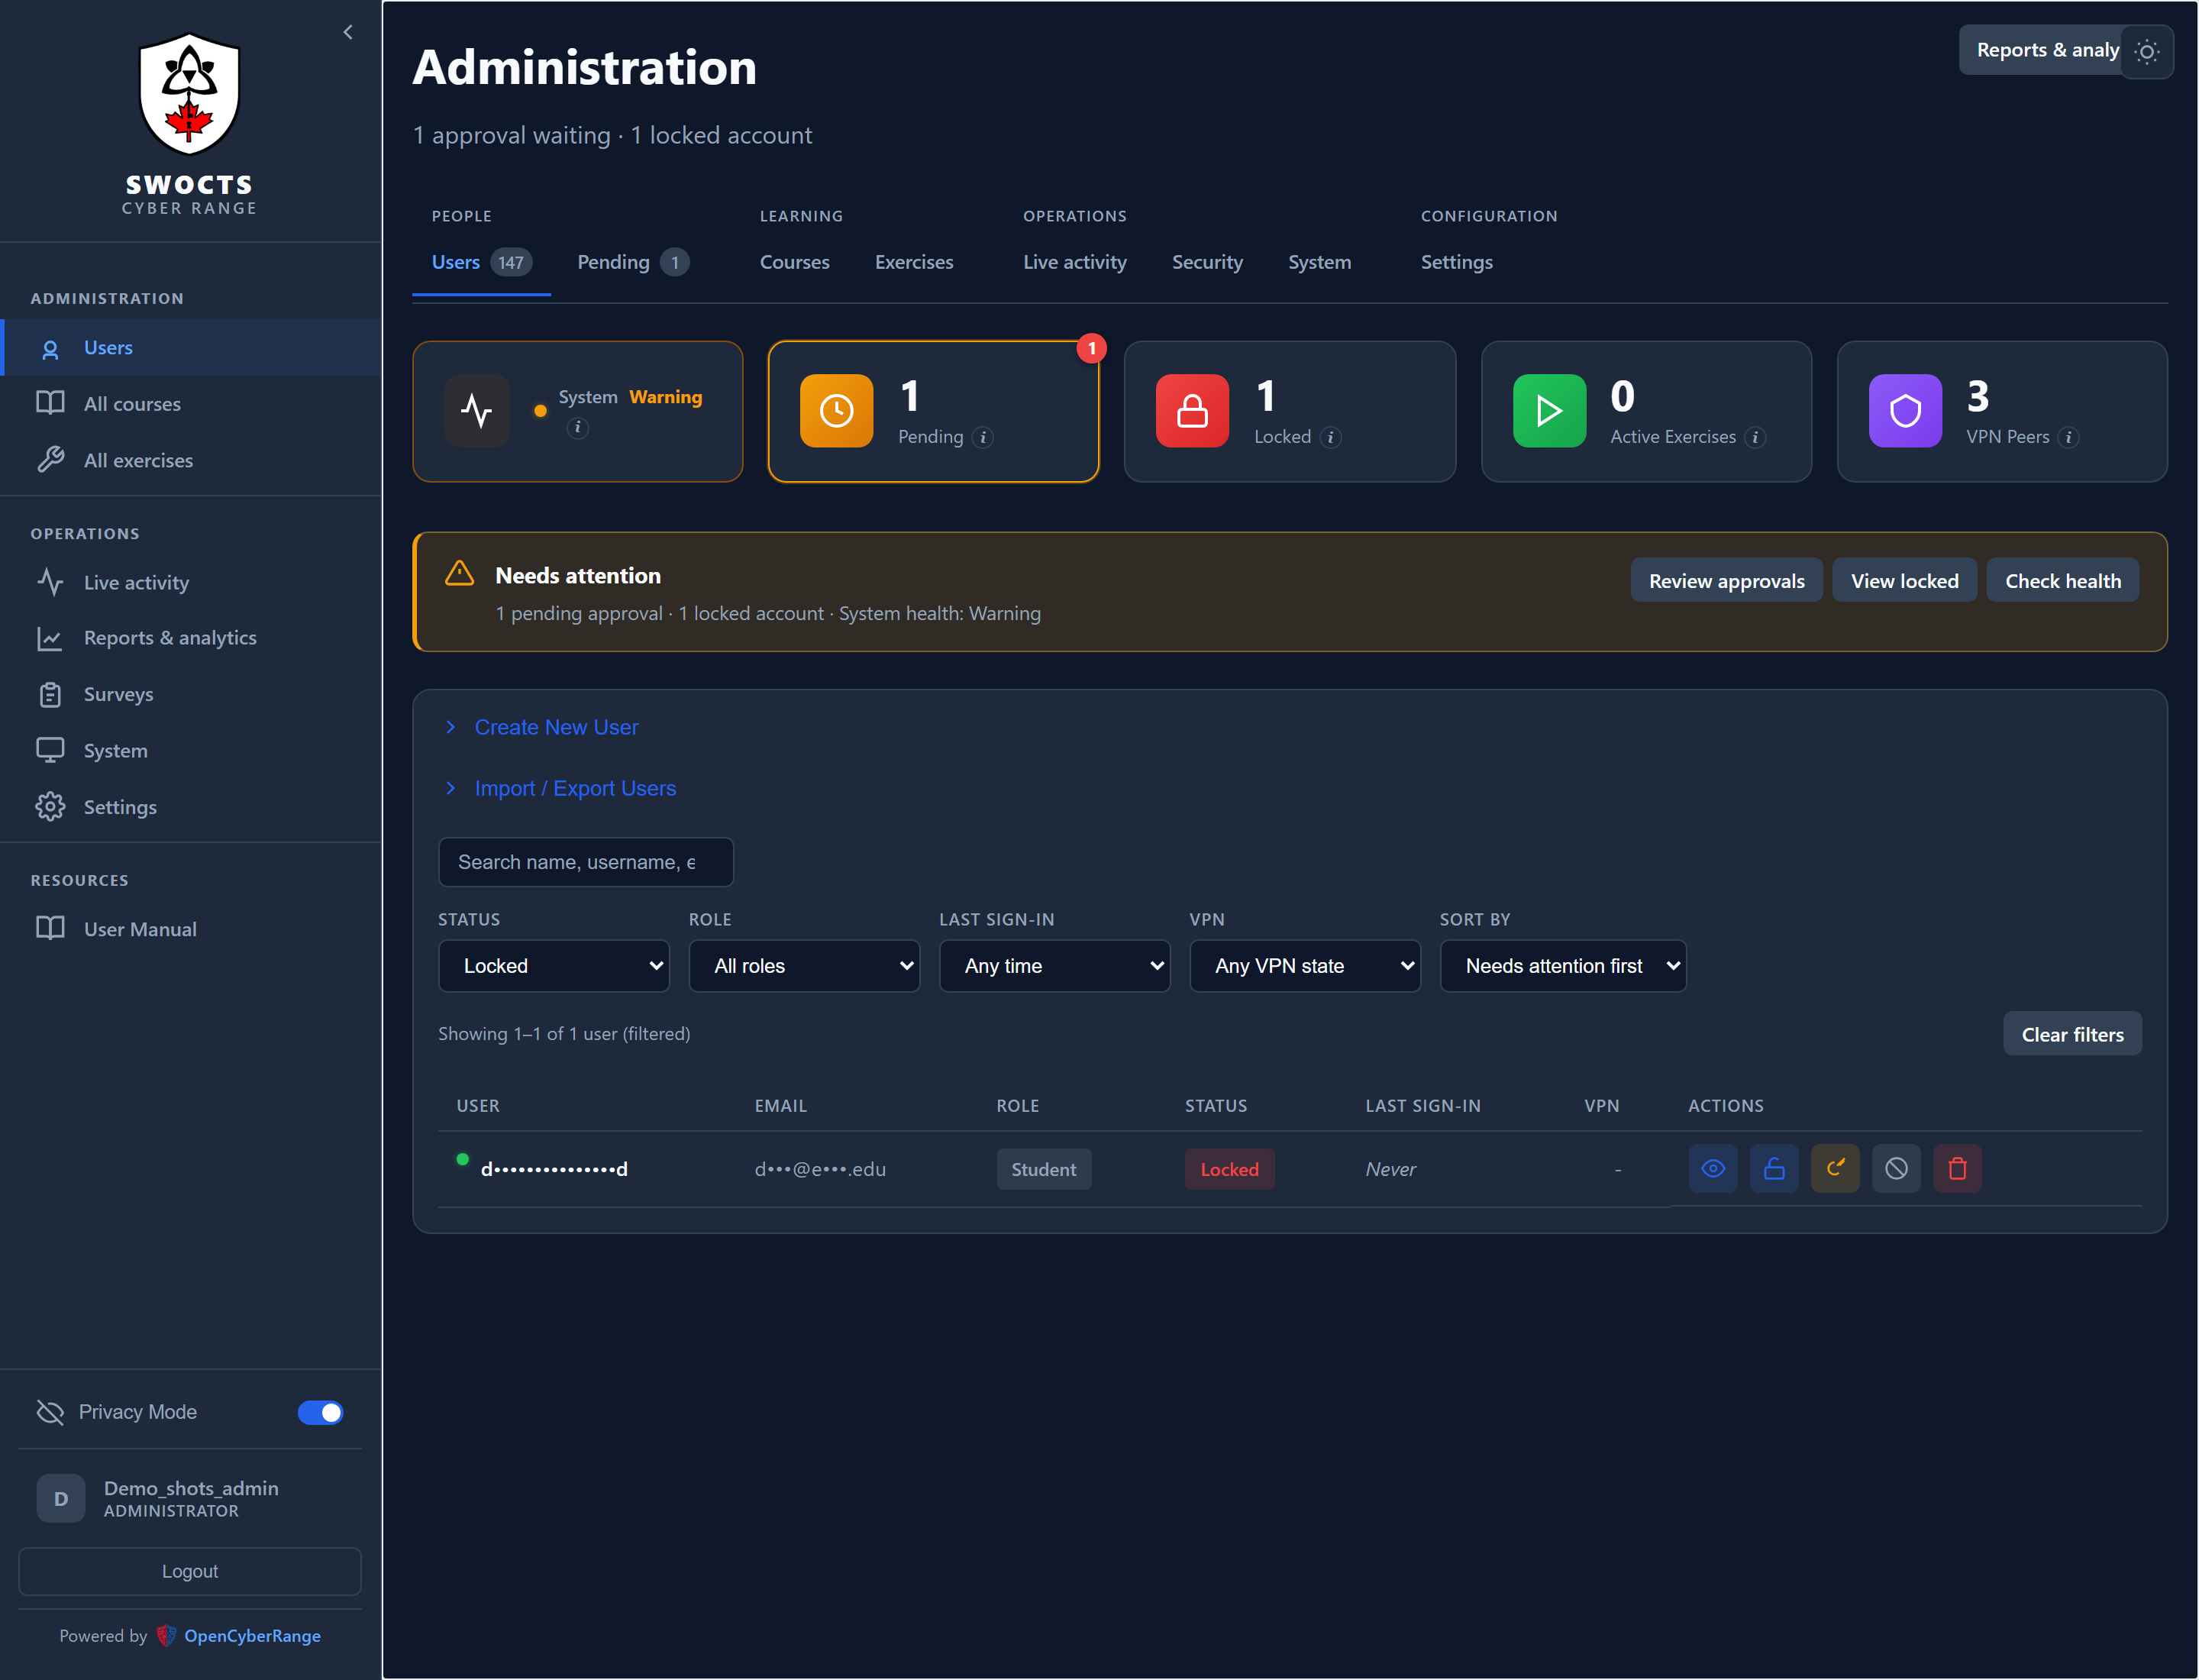 SWOCTS
CYBER RANGE
ADMINISTRATION
Users
All courses
All exercises
OPERATIONS
Live activity
Reports & analytics
Surveys
System
Settings
RESOURCES
User Manual
Privacy Mode
D
Demo_shots_admin
ADMINISTRATOR
Logout
Powered by OpenCyberRange
Administration
Reports & analy
1 approval waiting · 1 locked account
PEOPLE LEARNING OPERATIONS CONFIGURATION
Users 147 Pending 1 Courses Exercises Live activity Security System Settings
System Warning
i
1
1
Pending i
1
Locked i
0
Active Exercises i
3
VPN Peers i
Needs attention
1 pending approval · 1 locked account · System health: Warning
Review approvals View locked Check health
Create New User
Import / Export Users
Search name, username, e
STATUS ROLE LAST SIGN-IN VPN SORT BY
Locked All roles Any time Any VPN state Needs attention first
Showing 1–1 of 1 user (filtered)
Clear filters
USER EMAIL ROLE STATUS LAST SIGN-IN VPN ACTIONS
d•••••••••••••••d d•••@e•••.edu Student Locked Never -